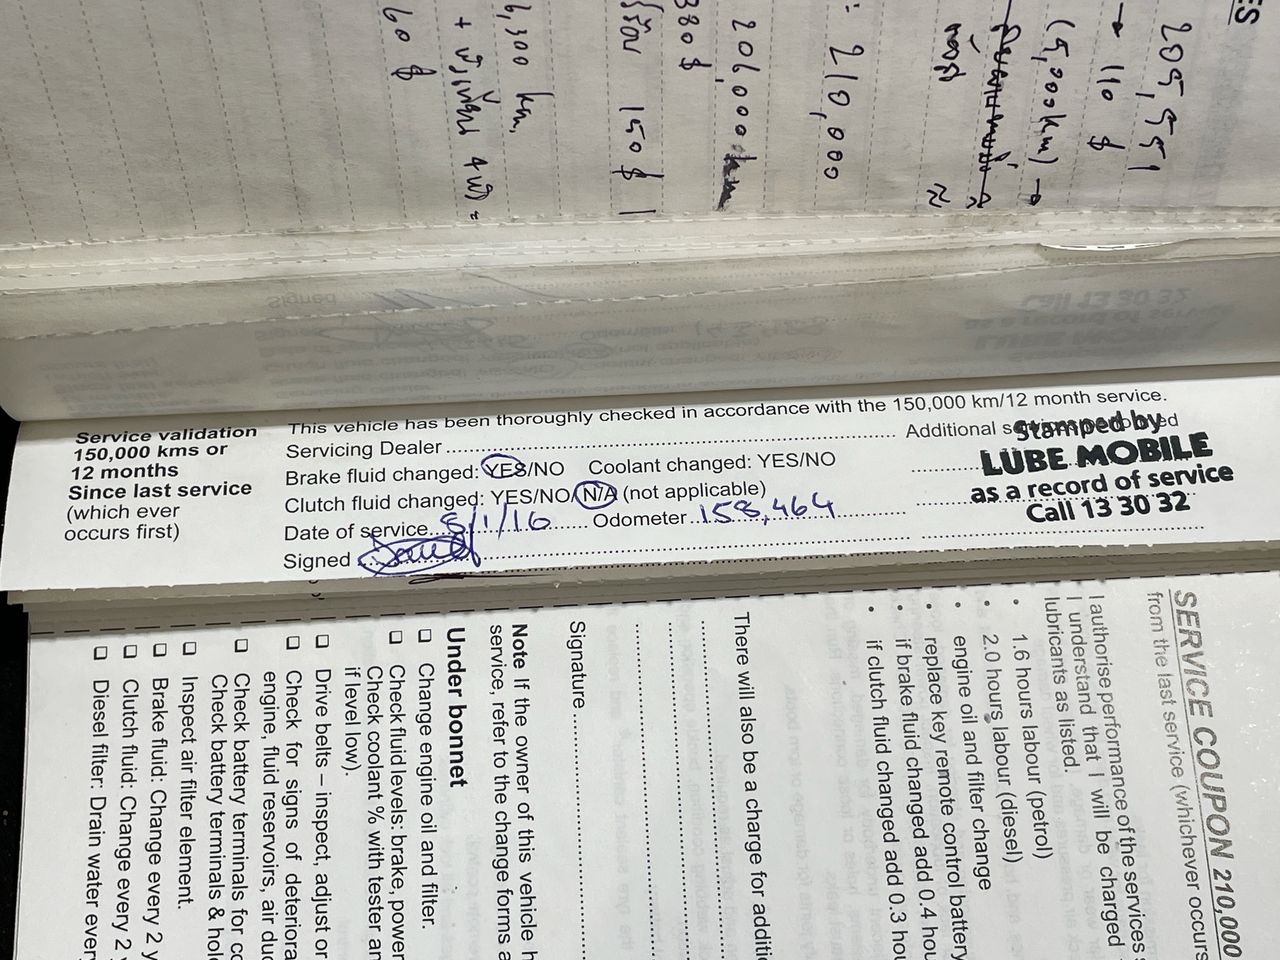 ES
205,551
→ 110 $
(5,000km) →
≈
: 210,000
206,000 km
380 $
150 $
6,300 km,
60 $
Service validation
150,000 kms or
12 months
Since last service
(which ever
occurs first)
This vehicle has been thoroughly checked in accordance with the 150,000 km/12 month service.
Servicing Dealer
Brake fluid changed: YES/NO Coolant changed: YES/NO
Clutch fluid changed: YES/NO/N/A (not applicable)
Date of service 8/1/16 Odometer 158,464
Signed
Additional
Stamped by
LUBE MOBILE
as a record of service
Call 13 30 32
SERVICE COUPON 210,000
from the last service (whichever occurs
I authorise performance of the services
I understand that I will be charged
lubricants as listed.
• 1.6 hours labour (petrol)
• 2.0 hours labour (diesel)
• engine oil and filter change
• replace key remote control battery
• if brake fluid changed add 0.4 hou
• if clutch fluid changed add 0.3 hou
There will also be a charge for additi
Signature
Note If the owner of this vehicle h
service, refer to the change forms a
Under bonnet
❑ Change engine oil and filter.
❑ Check fluid levels: brake, power
Check coolant % with tester an
if level low).
❑ Drive belts – inspect, adjust or
❑ Check for signs of deteriora
engine, fluid reservoirs, air duc
❑ Check battery terminals for co
Check battery terminals & hol
❑ Inspect air filter element.
❑ Brake fluid: Change every 2 y
❑ Clutch fluid: Change every 2
❑ Diesel filter: Drain water every